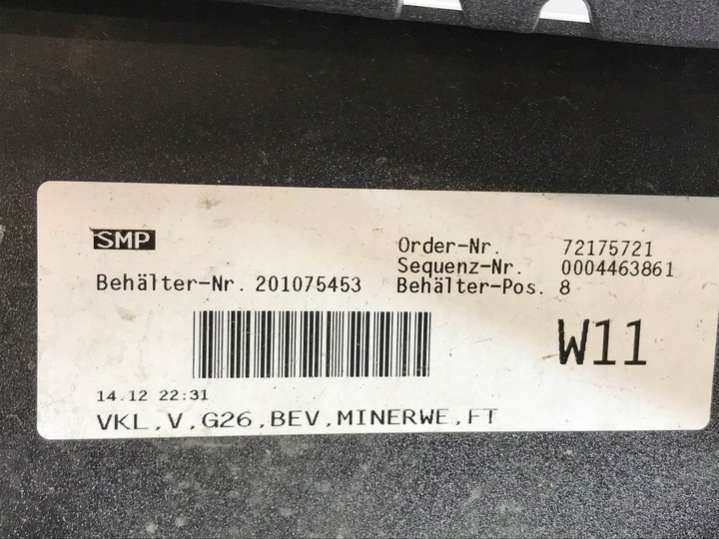 SMP
Order-Nr. 72175721
Sequenz-Nr. 0004463861
Behälter-Nr. 201075453 Behälter-Pos. 8
W11
14.12 22:31
VKL,V,G26,BEV,MINERWE,FT